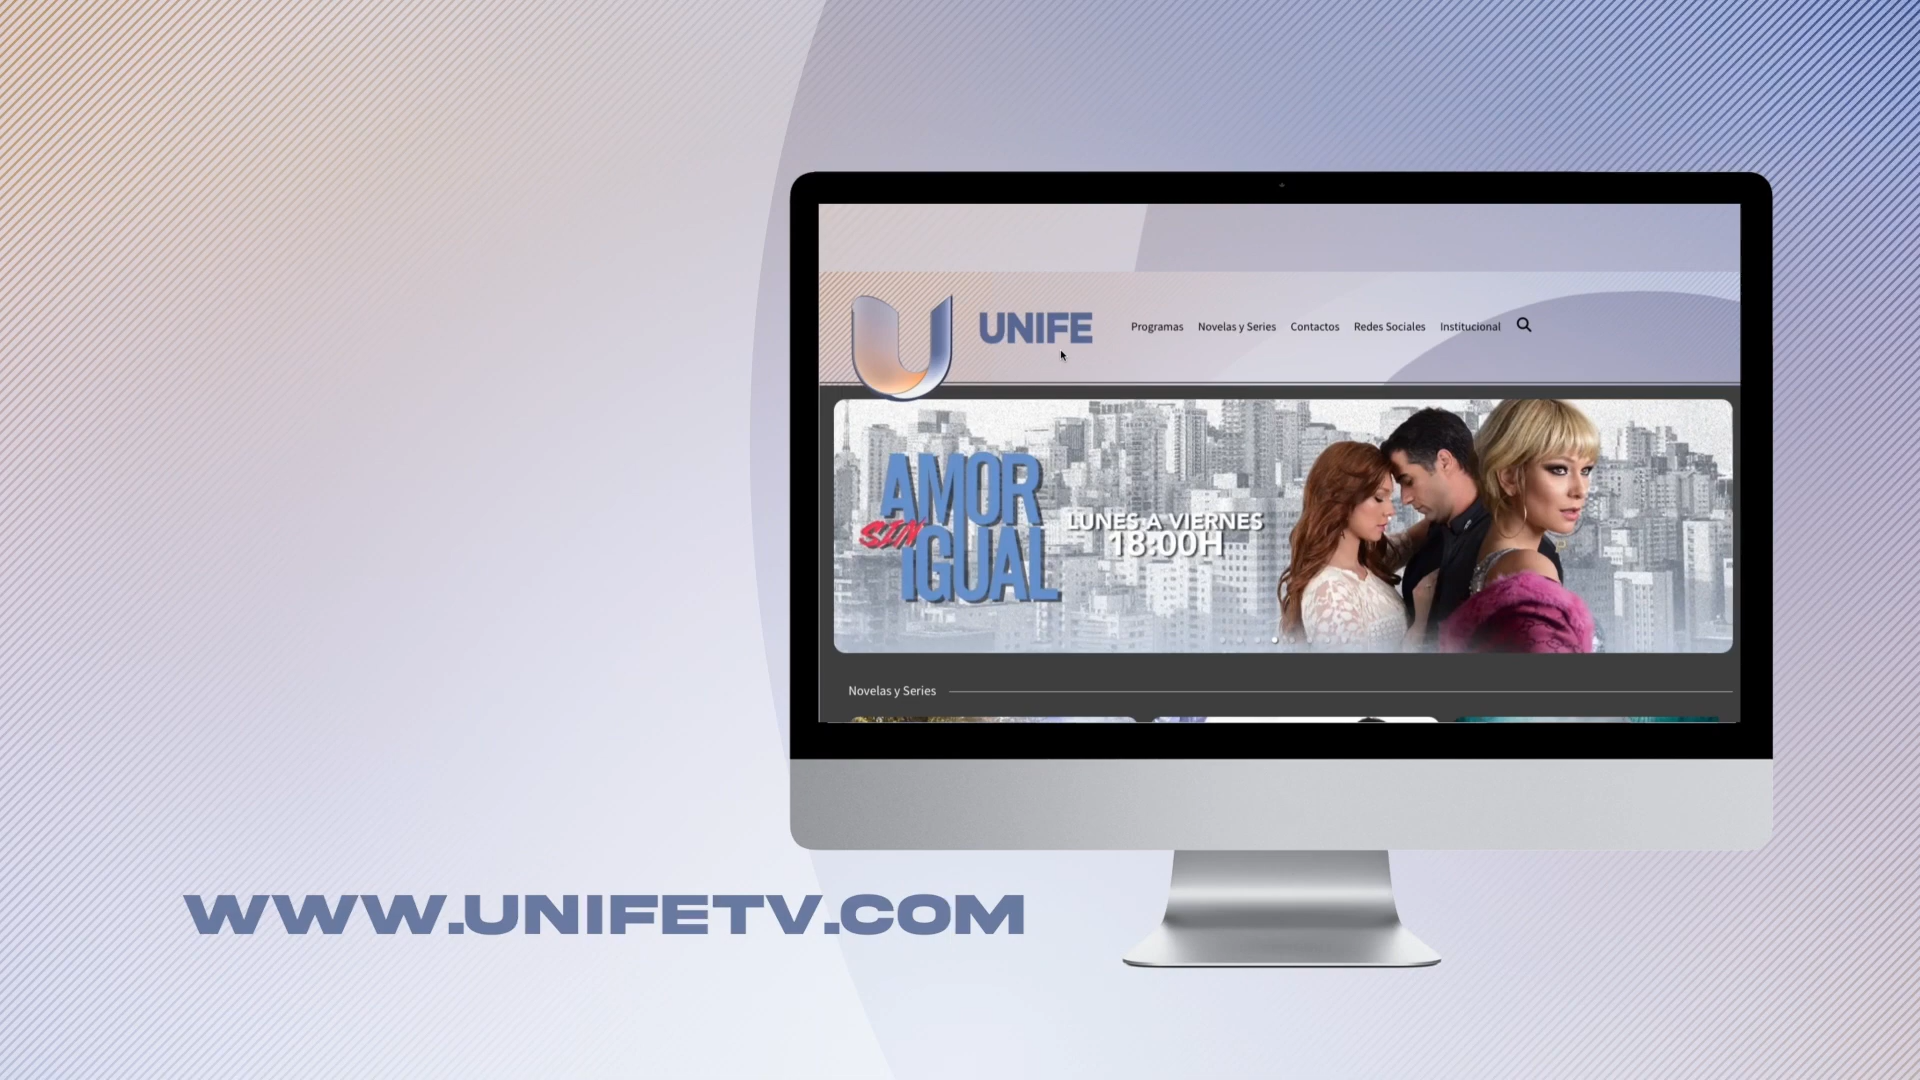 UNIFE
Programas Novelas y Series Contactos Redes Sociales Institucional
AMOR
SIN
IGUAL
LUNES A VIERNES
18:00H
Novelas y Series
WWW.UNIFETV.COM